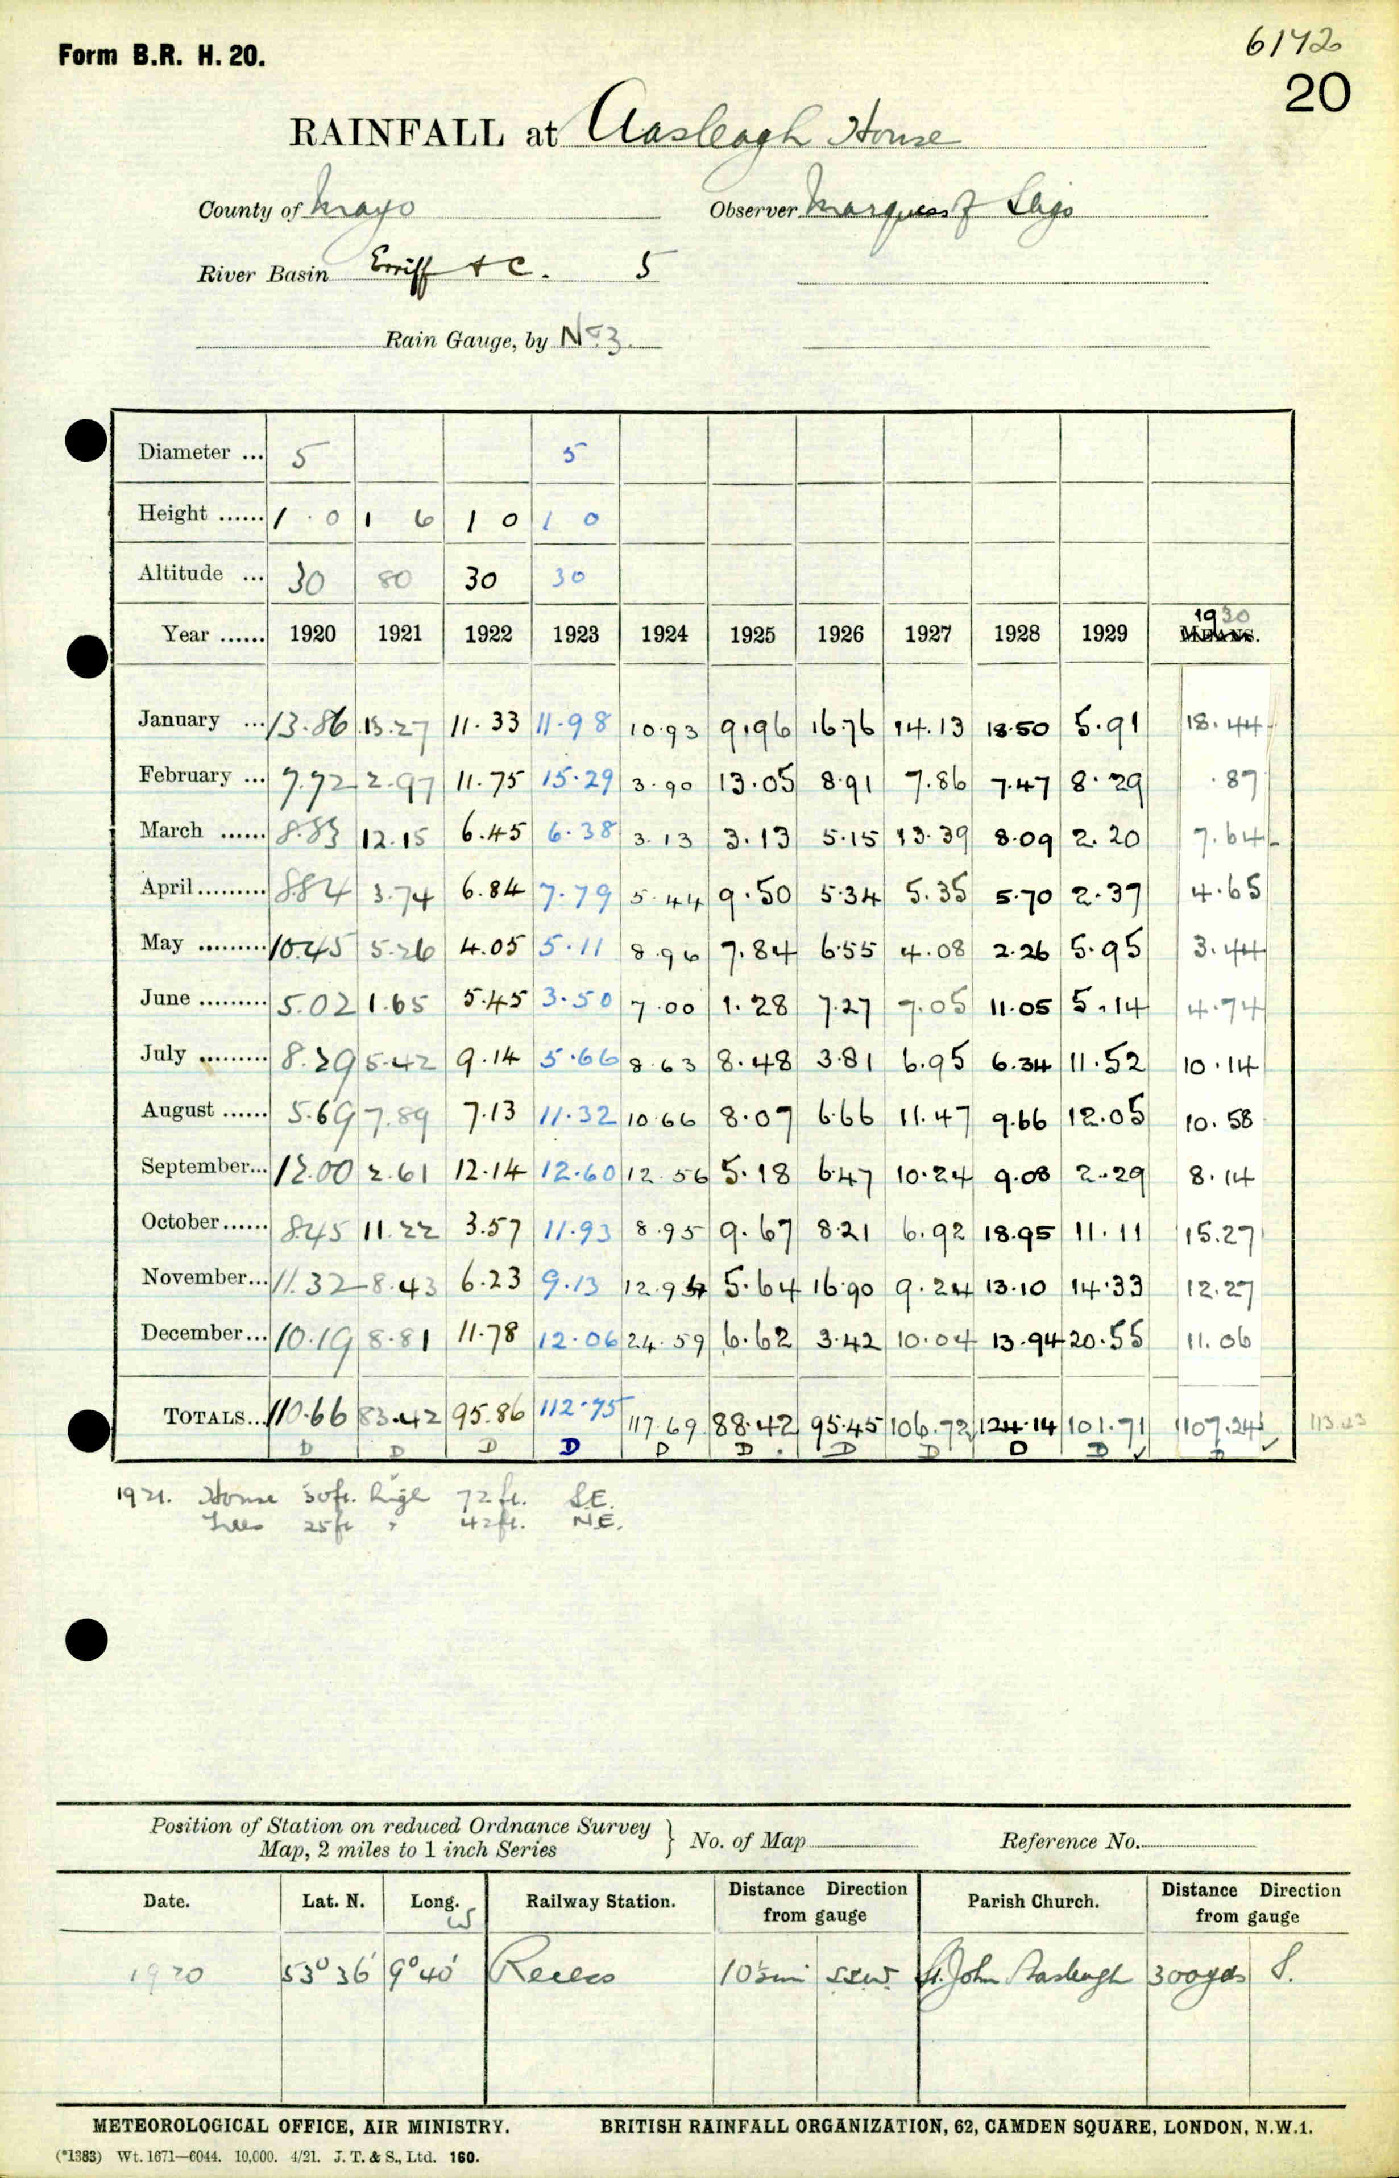 Form B.R. H. 20.
6142
20
RAINFALL at Aasleagh House
County of Mayo Observer Marquess of Sligo
River Basin Erriff & C. 5
Rain Gauge, by No 3.
Diameter ... 5 5
Height ...... 1 . 0 1 6 1 0 1 0
Altitude ... 30 80 30 30
Year ...... 1920 1921 1922 1923 1924 1925 1926 1927 1928 1929 1930 MEANS.
January ... 13.86 13.27 11.33 11.98 10.93 9.96 16.76 14.13 18.50 5.91 18.44
February ... 7.72 2.97 11.75 15.29 3.90 13.05 8.91 7.86 7.47 8.29 .87
March ...... 8.83 12.15 6.45 6.38 3.13 3.13 5.15 13.39 8.09 2.20 7.64
April ......... 8.84 3.74 6.84 7.79 5.44 9.50 5.34 5.35 5.70 2.37 4.65
May ......... 10.45 5.26 4.05 5.11 8.96 7.84 6.55 4.08 2.26 5.95 3.44
June ......... 5.02 1.65 5.45 3.50 7.00 1.28 7.27 7.05 11.05 5.14 4.74
July ......... 8.29 5.42 9.14 5.66 8.63 8.48 3.81 6.95 6.34 11.52 10.14
August ...... 5.69 7.89 7.13 11.32 10.66 8.07 6.66 11.47 9.66 12.05 10.58
September... 12.00 2.61 12.14 12.60 12.56 5.18 6.47 10.24 9.08 2.29 8.14
October...... 8.45 11.22 3.57 11.93 8.95 9.67 8.21 6.92 18.95 11.11 15.27
November... 11.32 8.43 6.23 9.13 12.94 5.64 16.90 9.24 13.10 14.33 12.27
December... 10.19 8.81 11.78 12.06 24.59 6.62 3.42 10.04 13.94 20.55 11.06
TOTALS... 110.66 83.42 95.86 112.75 117.69 88.42 95.45 106.72 124.14 101.71 107.24 113.23
D D D D D D D D D D D
1921. House 30ft. high 72 ft. S.E.
Trees 25ft " 42ft. N.E.
Position of Station on reduced Ordnance Survey Map, 2 miles to 1 inch Series } No. of Map Reference No.
Date. Lat. N. Long. W Railway Station. Distance Direction from gauge Parish Church. Distance Direction from gauge
1920 53° 36' 9° 40' Recess 10½mi SSW St. John Aasleagh 300yds S.
METEOROLOGICAL OFFICE, AIR MINISTRY. BRITISH RAINFALL ORGANIZATION, 62, CAMDEN SQUARE, LONDON, N.W.1.
(*1383) Wt. 1671—6044. 10,000. 4/21. J. T. & S., Ltd. 160.